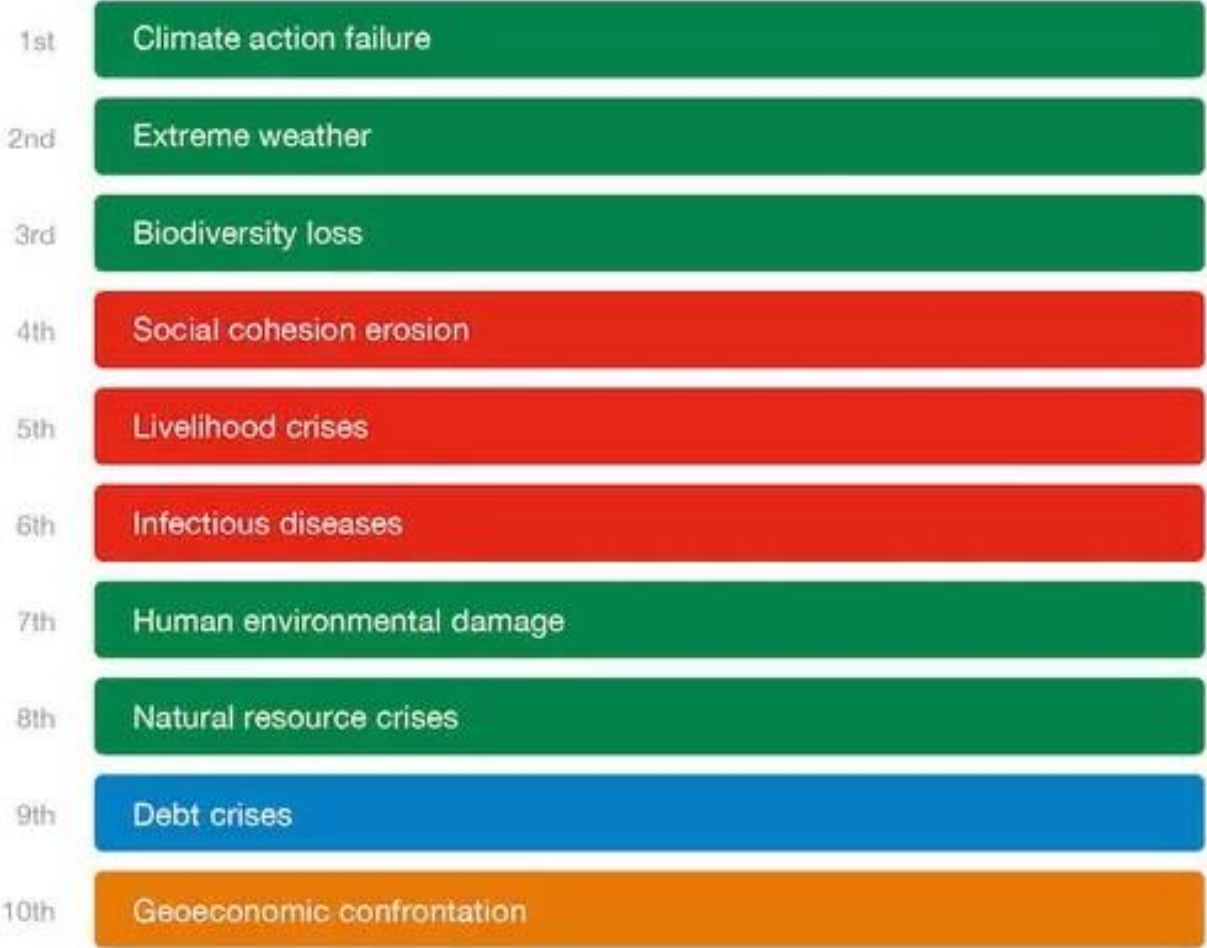 1st Climate action failure
2nd Extreme weather
3rd Biodiversity loss
4th Social cohesion erosion
5th Livelihood crises
6th Infectious diseases
7th Human environmental damage
8th Natural resource crises
9th Debt crises
10th Geoeconomic confrontation